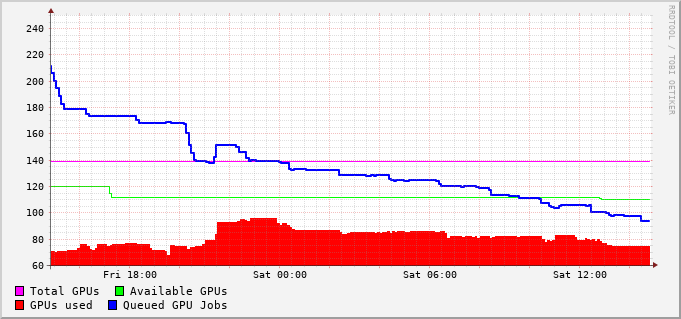 RRDTOOL / TOBI OETIKER
240
220
200
180
160
140
120
100
80
60
Fri 18:00 Sat 00:00 Sat 06:00 Sat 12:00
Total GPUs Available GPUs
GPUs used Queued GPU Jobs